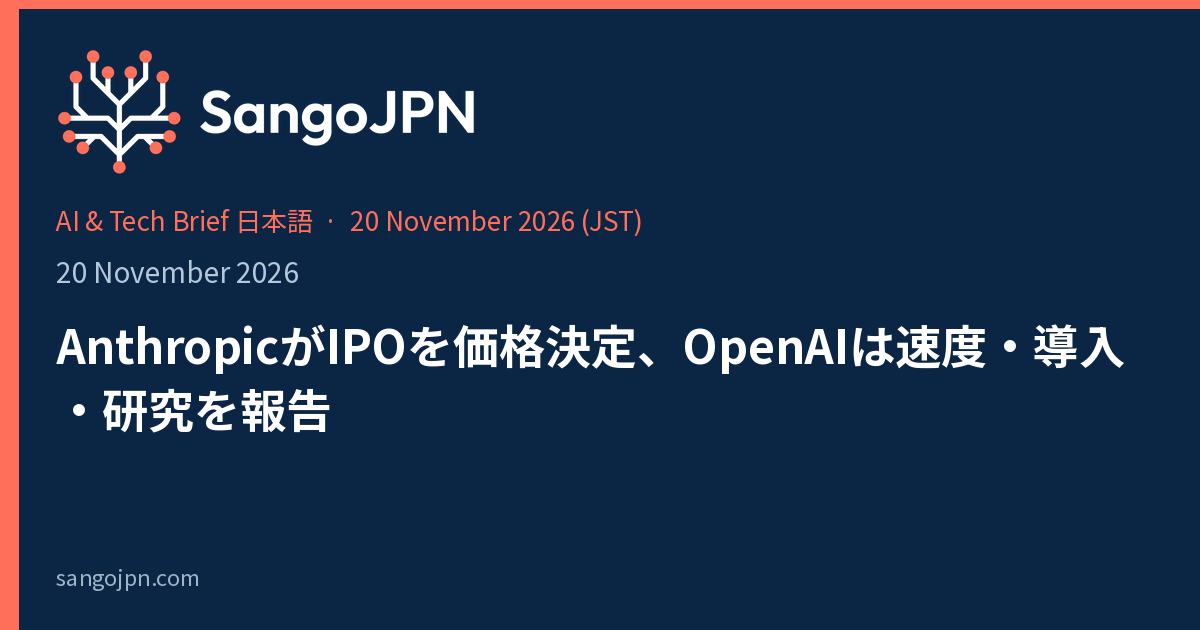 SangoJPN
AI & Tech Brief 日本語 · 20 November 2026 (JST)
20 November 2026
AnthropicがIPOを価格決定、OpenAIは速度・導入
・研究を報告
sangojpn.com